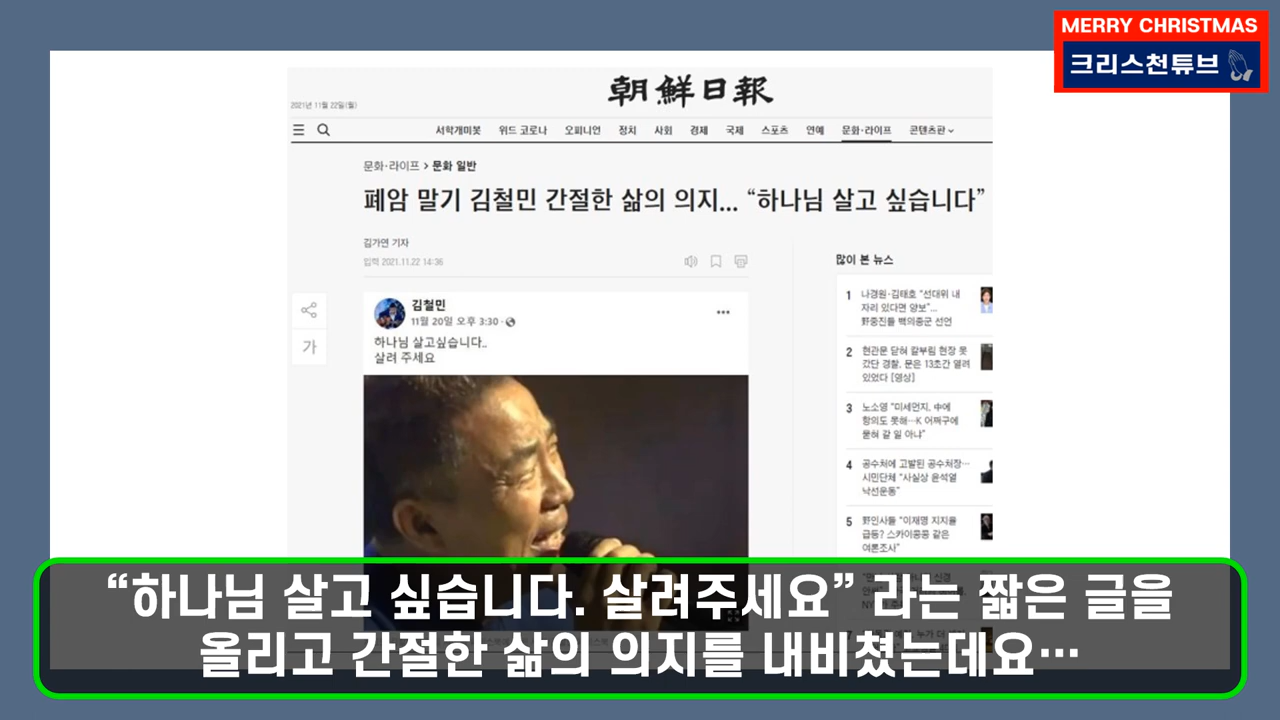 MERRY CHRISTMAS
크리스천튜브
朝鮮日報
2021년 11월 22일(월)
서학개미봇 위드 코로나 오피니언 정치 사회 경제 국제 스포츠 연예 문화·라이프 콘텐츠판
문화·라이프 > 문화 일반
폐암 말기 김철민 간절한 삶의 의지... “하나님 살고 싶습니다”
김가연 기자
입력 2021.11.22 14:36
가
김철민
11월 20일 오후 3:30 ·
하나님 살고싶습니다..
살려 주세요
많이 본 뉴스
1 나경원·김태호 “선대위 내
자리 있다면 양보”...
野중진들 백의종군 선언
2 현관문 닫혀 칼부림 현장 못
갔단 경찰, 문은 13초간 열려
있었다 [영상]
3 노소영 “미세먼지, 中에
항의도 못해…K 어쩌구에
묻혀 갈 일 아냐”
4 공수처에 고발된 공수처장…
시민단체 “사실상 윤석열
낙선운동”
5 野인사들 “이재명 지지율
급등? 스카이콩콩 같은
여론조사”
“하나님 살고 싶습니다. 살려주세요” 라는 짧은 글을
올리고 간절한 삶의 의지를 내비쳤는데요…